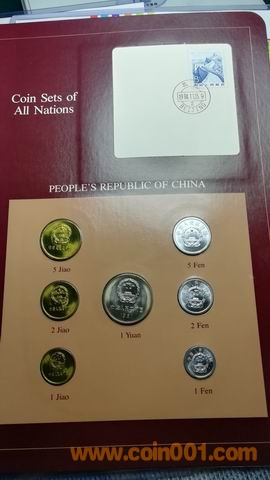 Coin Sets of
All Nations
PEOPLE'S REPUBLIC OF CHINA
5 Jiao
5 Fen
2 Jiao
1 Yuan
2 Fen
1 Jiao
1 Fen
www.coin001.com